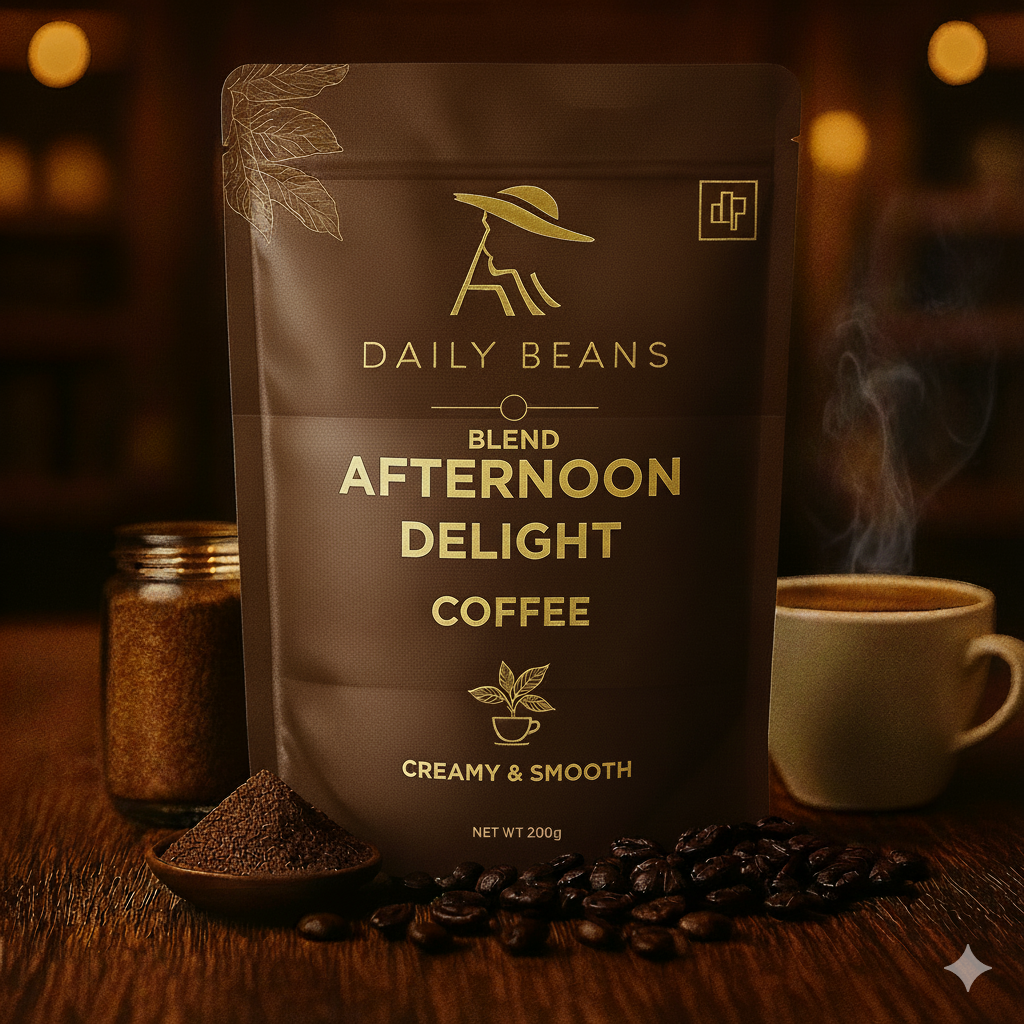 DAILY BEANS
BLEND
AFTERNOON
DELIGHT
COFFEE
CREAMY & SMOOTH
NET WT 200g